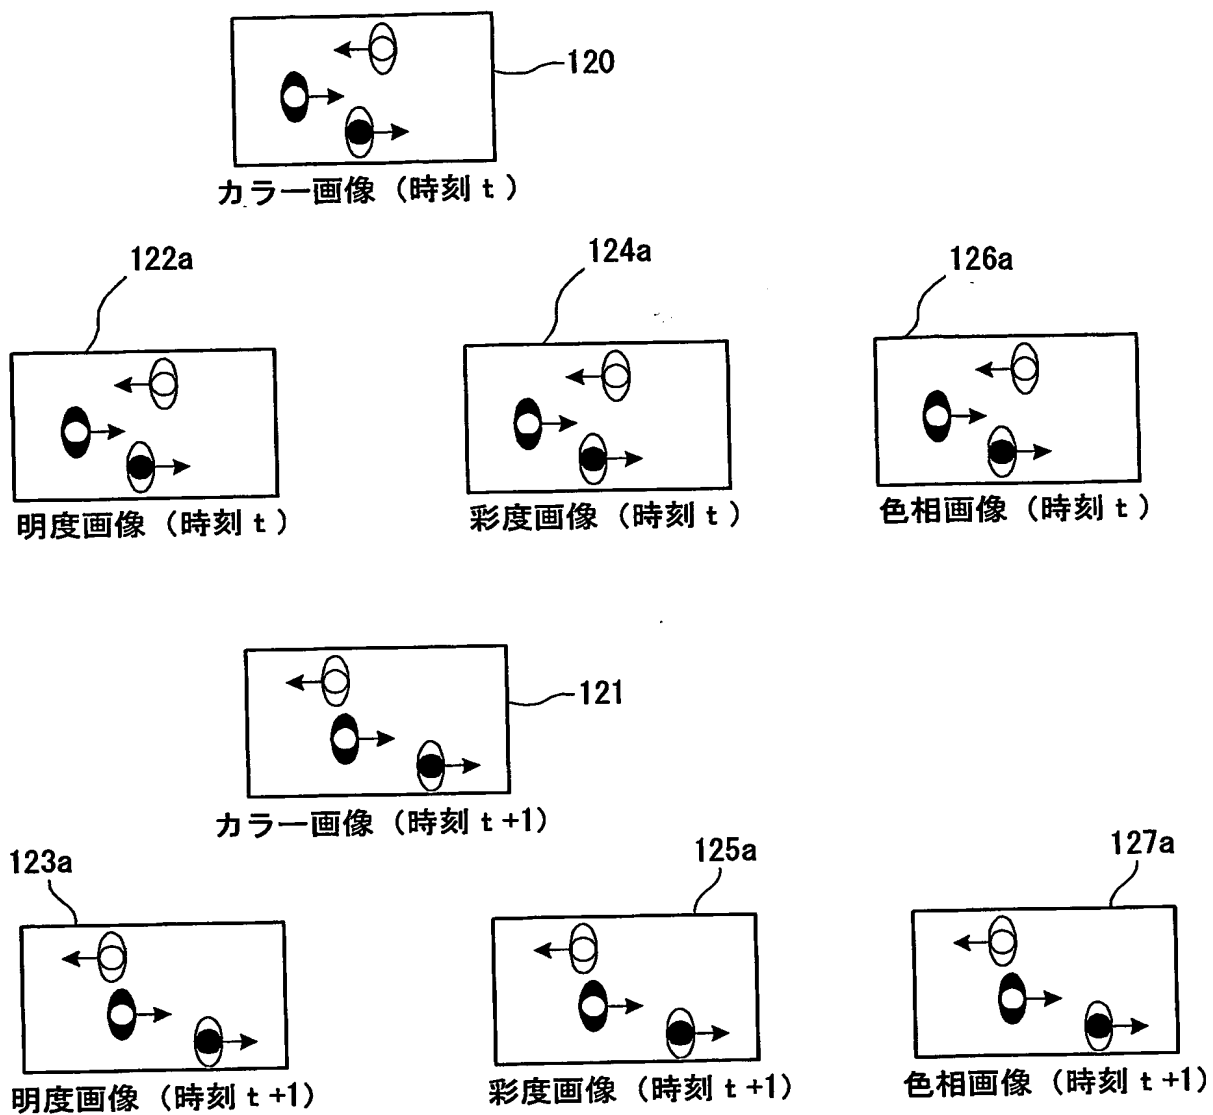 120
カラー画像（時刻 t ）
122a
124a
126a
明度画像（時刻 t ）
彩度画像（時刻 t ）
色相画像（時刻 t ）
121
カラー画像（時刻 t +1）
123a
125a
127a
明度画像（時刻 t +1）
彩度画像（時刻 t +1）
色相画像（時刻 t +1）